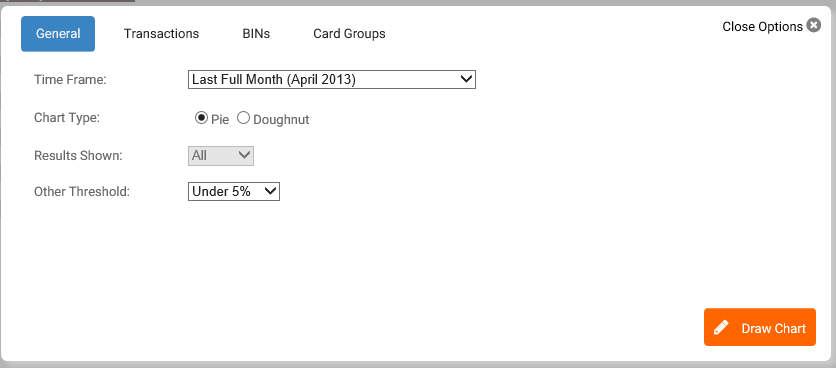 General
Transactions
BINs
Card Groups
Close Options
Time Frame:
Last Full Month (April 2013)
Chart Type:
Pie
Doughnut
Results Shown:
All
Other Threshold:
Under 5%
Draw Chart